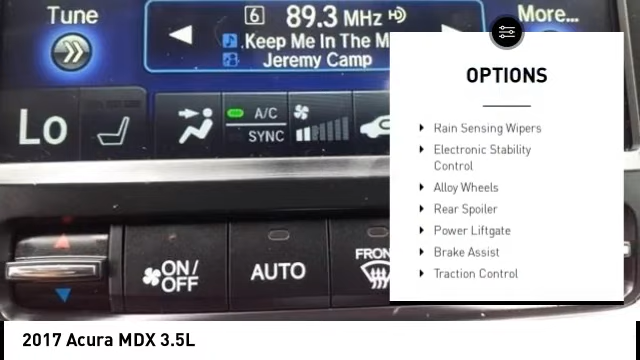 Tune
6
89.3 MHz
More...
Keep Me In The M
Jeremy Camp
Lo
A/C
SYNC
ON/
OFF
AUTO
FRON
OPTIONS
Rain Sensing Wipers
Electronic Stability
Control
Alloy Wheels
Rear Spoiler
Power Liftgate
Brake Assist
Traction Control
2017 Acura MDX 3.5L